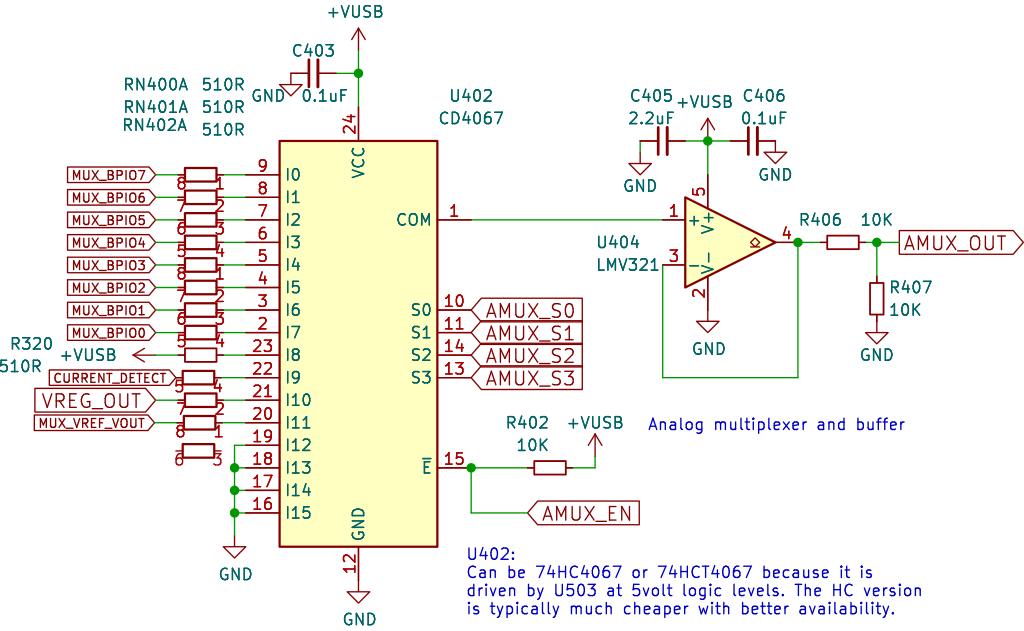 +VUSB
C403
GND
0.1uF
RN400A 510R
RN401A 510R
RN402A 510R
U402
CD4067
24
VCC
MUX_BPIO7 8 1 9 I0
MUX_BPIO6 7 2 8 I1
MUX_BPIO5 6 3 7 I2
MUX_BPIO4 5 4 6 I3
MUX_BPIO3 8 1 5 I4
MUX_BPIO2 7 2 4 I5
MUX_BPIO1 6 3 3 I6
MUX_BPIO0 5 4 2 I7
R320
510R
+VUSB 23 I8
CURRENT_DETECT 5 4 22 I9
VREG_OUT 7 2 21 I10
MUX_VREF_VOUT 8 1 20 I11
6 3
19 I12
18 I13
17 I14
16 I15
GND
GND
12
GND
COM 1
S0 10 AMUX_S0
S1 11 AMUX_S1
S2 14 AMUX_S2
S3 13 AMUX_S3
E 15
R402
10K
+VUSB
AMUX_EN
C405
2.2uF
GND
+VUSB
C406
0.1uF
GND
5
V+
1
+
3
-
V-
2
GND
4
U404
LMV321
R406 10K
AMUX_OUT
R407
10K
GND
Analog multiplexer and buffer
U402:
Can be 74HC4067 or 74HCT4067 because it is
driven by U503 at 5volt logic levels. The HC version
is typically much cheaper with better availability.